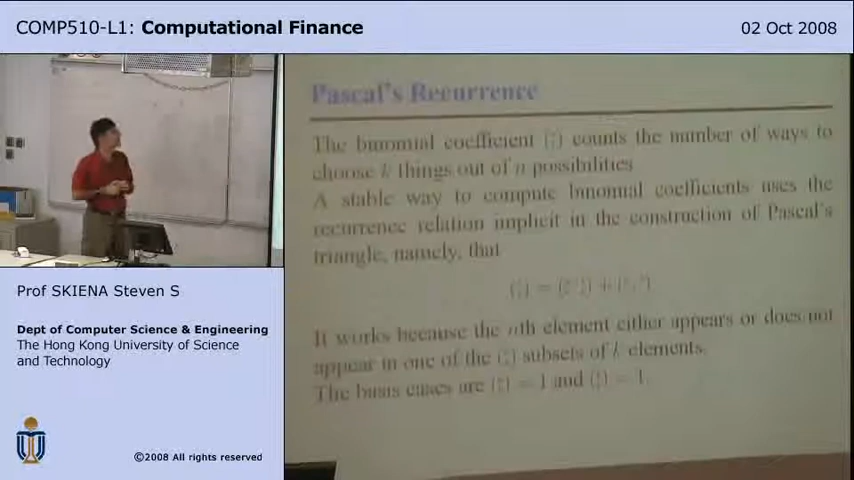 COMP510-L1: Computational Finance
02 Oct 2008
Pascal's Recurrence
The binomial coefficient counts the number of ways to
choose k things out of n possibilities
A stable way to compute binomial coefficients uses the
recurrence relation implicit in the construction of Pascal's
triangle, namely, that
It works because the nth element either appears or does not
appear in one of the subsets of k elements.
The basis cases are = 1 and = 1
Prof SKIENA Steven S
Dept of Computer Science & Engineering
The Hong Kong University of Science
and Technology
©2008 All rights reserved